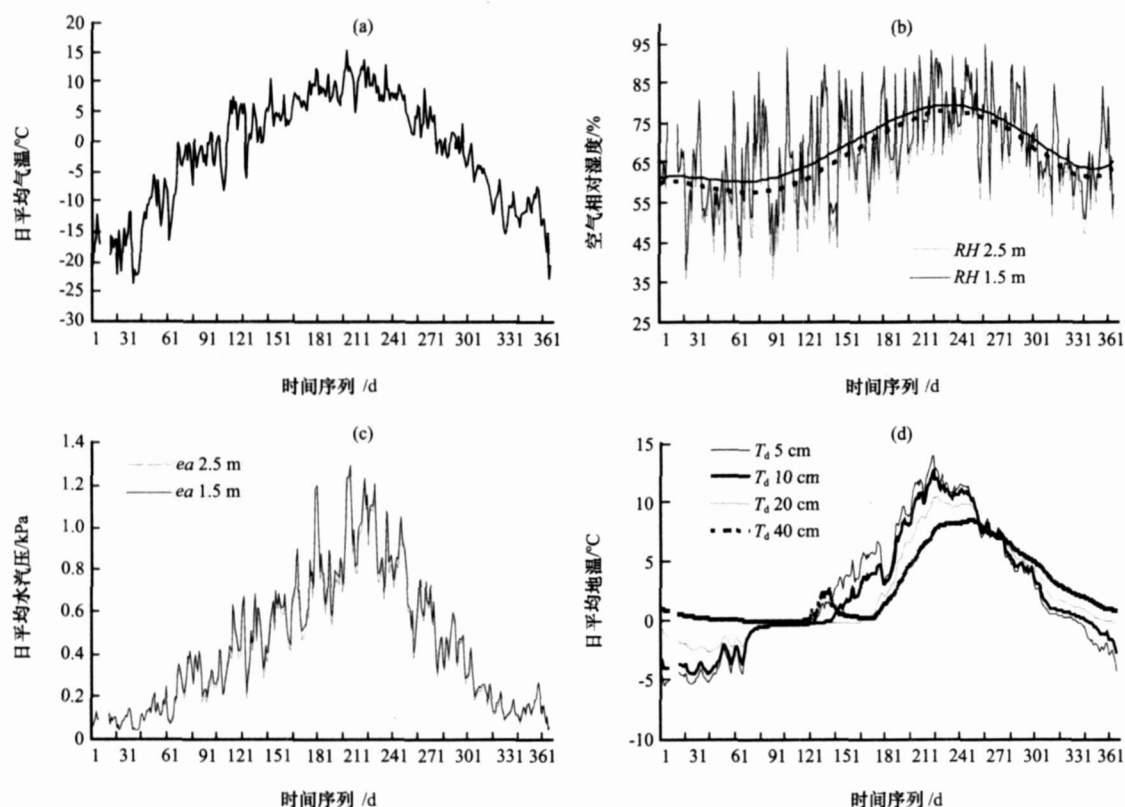 (a)
日平均气温/℃
20
15
10
5
0
-5
-10
-15
-20
-25
-30
1 31 61 91 121 151 181 211 241 271 301 331 361
时间序列 /d
(b)
空气相对湿度/%
95
85
75
65
55
45
35
25
RH 2.5 m
RH 1.5 m
1 31 61 91 121 151 181 211 241 271 301 331 361
时间序列 /d
(c)
日平均水汽压/kPa
1.4
1.2
1.0
0.8
0.6
0.4
0.2
0
ea 2.5 m
ea 1.5 m
1 31 61 91 121 151 181 211 241 271 301 331 361
时间序列 /d
(d)
日平均地温/℃
15
10
5
0
-5
-10
Td 5 cm
Td 10 cm
Td 20 cm
Td 40 cm
1 31 61 91 121 151 181 211 241 271 301 331 361
时间序列 /d